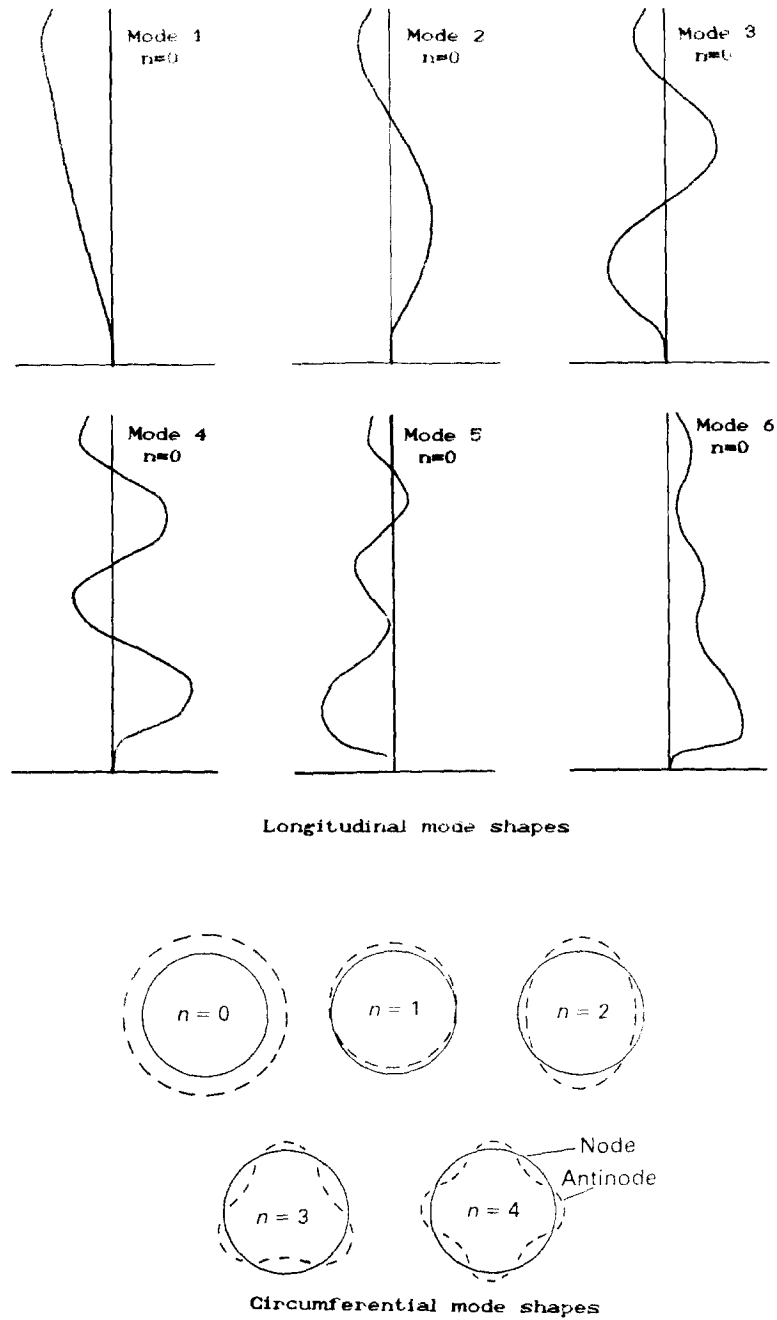 Mode 1
n=0
Mode 2
n=0
Mode 3
Mode 4
n=0
Mode 5
n=0
Mode 6
n=0
Longitudinal mode shapes
n = 0
n = 1
n = 2
n = 3
n = 4
Node
Antinode
Circumferential mode shapes